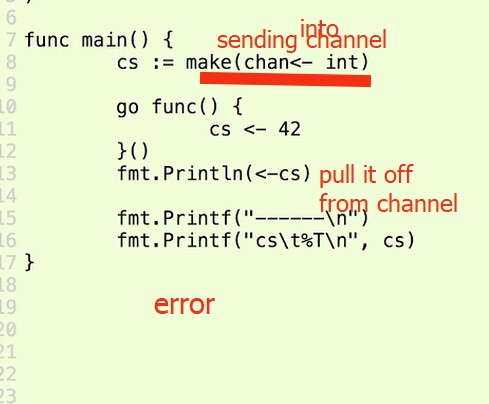 6
into
7 func main() {
sending channel
8 cs := make(chan<- int)
9
10 go func() {
11 cs <- 42
12 }()
13 fmt.Println(<-cs) pull it off
14
from channel
15 fmt.Printf("------\n")
16 fmt.Printf("cs\t%T\n", cs)
17 }
18
19 error
20
21
22
23